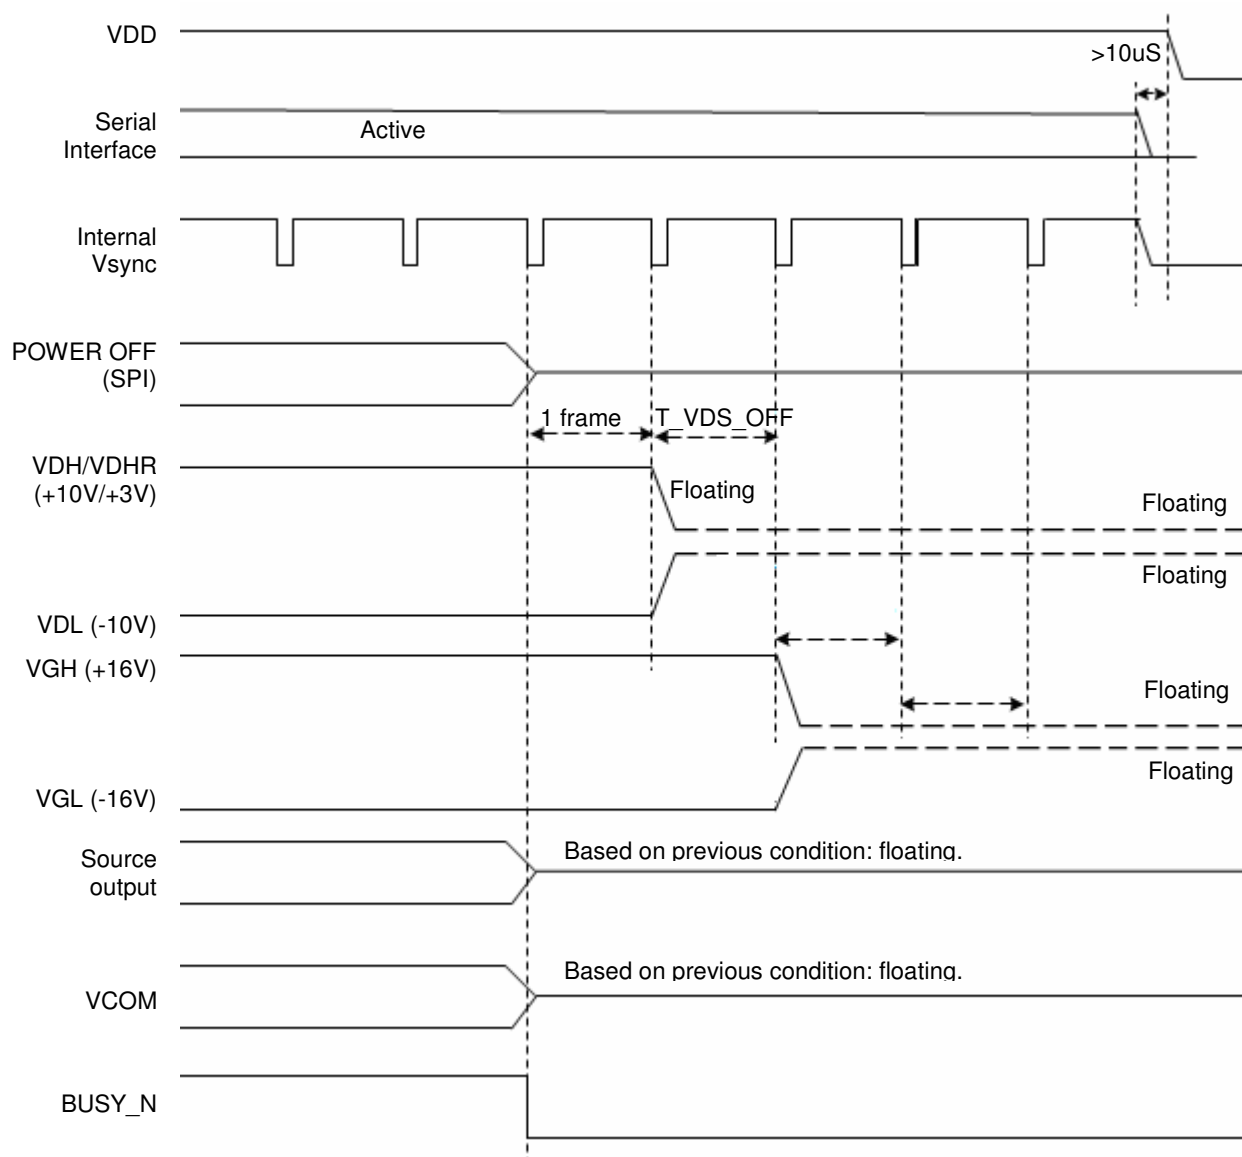 VDD
>10uS
Serial
Interface
Active
Internal
Vsync
POWER OFF
(SPI)
1 frame
T_VDS_OFF
VDH/VDHR
(+10V/+3V)
Floating
Floating
Floating
VDL (-10V)
VGH (+16V)
Floating
Floating
VGL (-16V)
Source
output
Based on previous condition: floating.
VCOM
Based on previous condition: floating.
BUSY_N